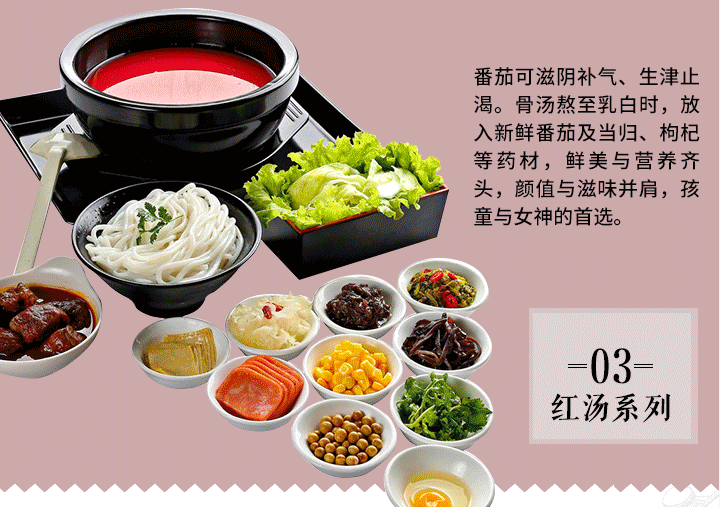 番茄可滋阴补气、生津止
渴。骨汤熬至乳白时，放
入新鲜番茄及当归、枸杞
等药材，鲜美与营养齐
头，颜值与滋味并肩，孩
童与女神的首选。
=03=
红汤系列